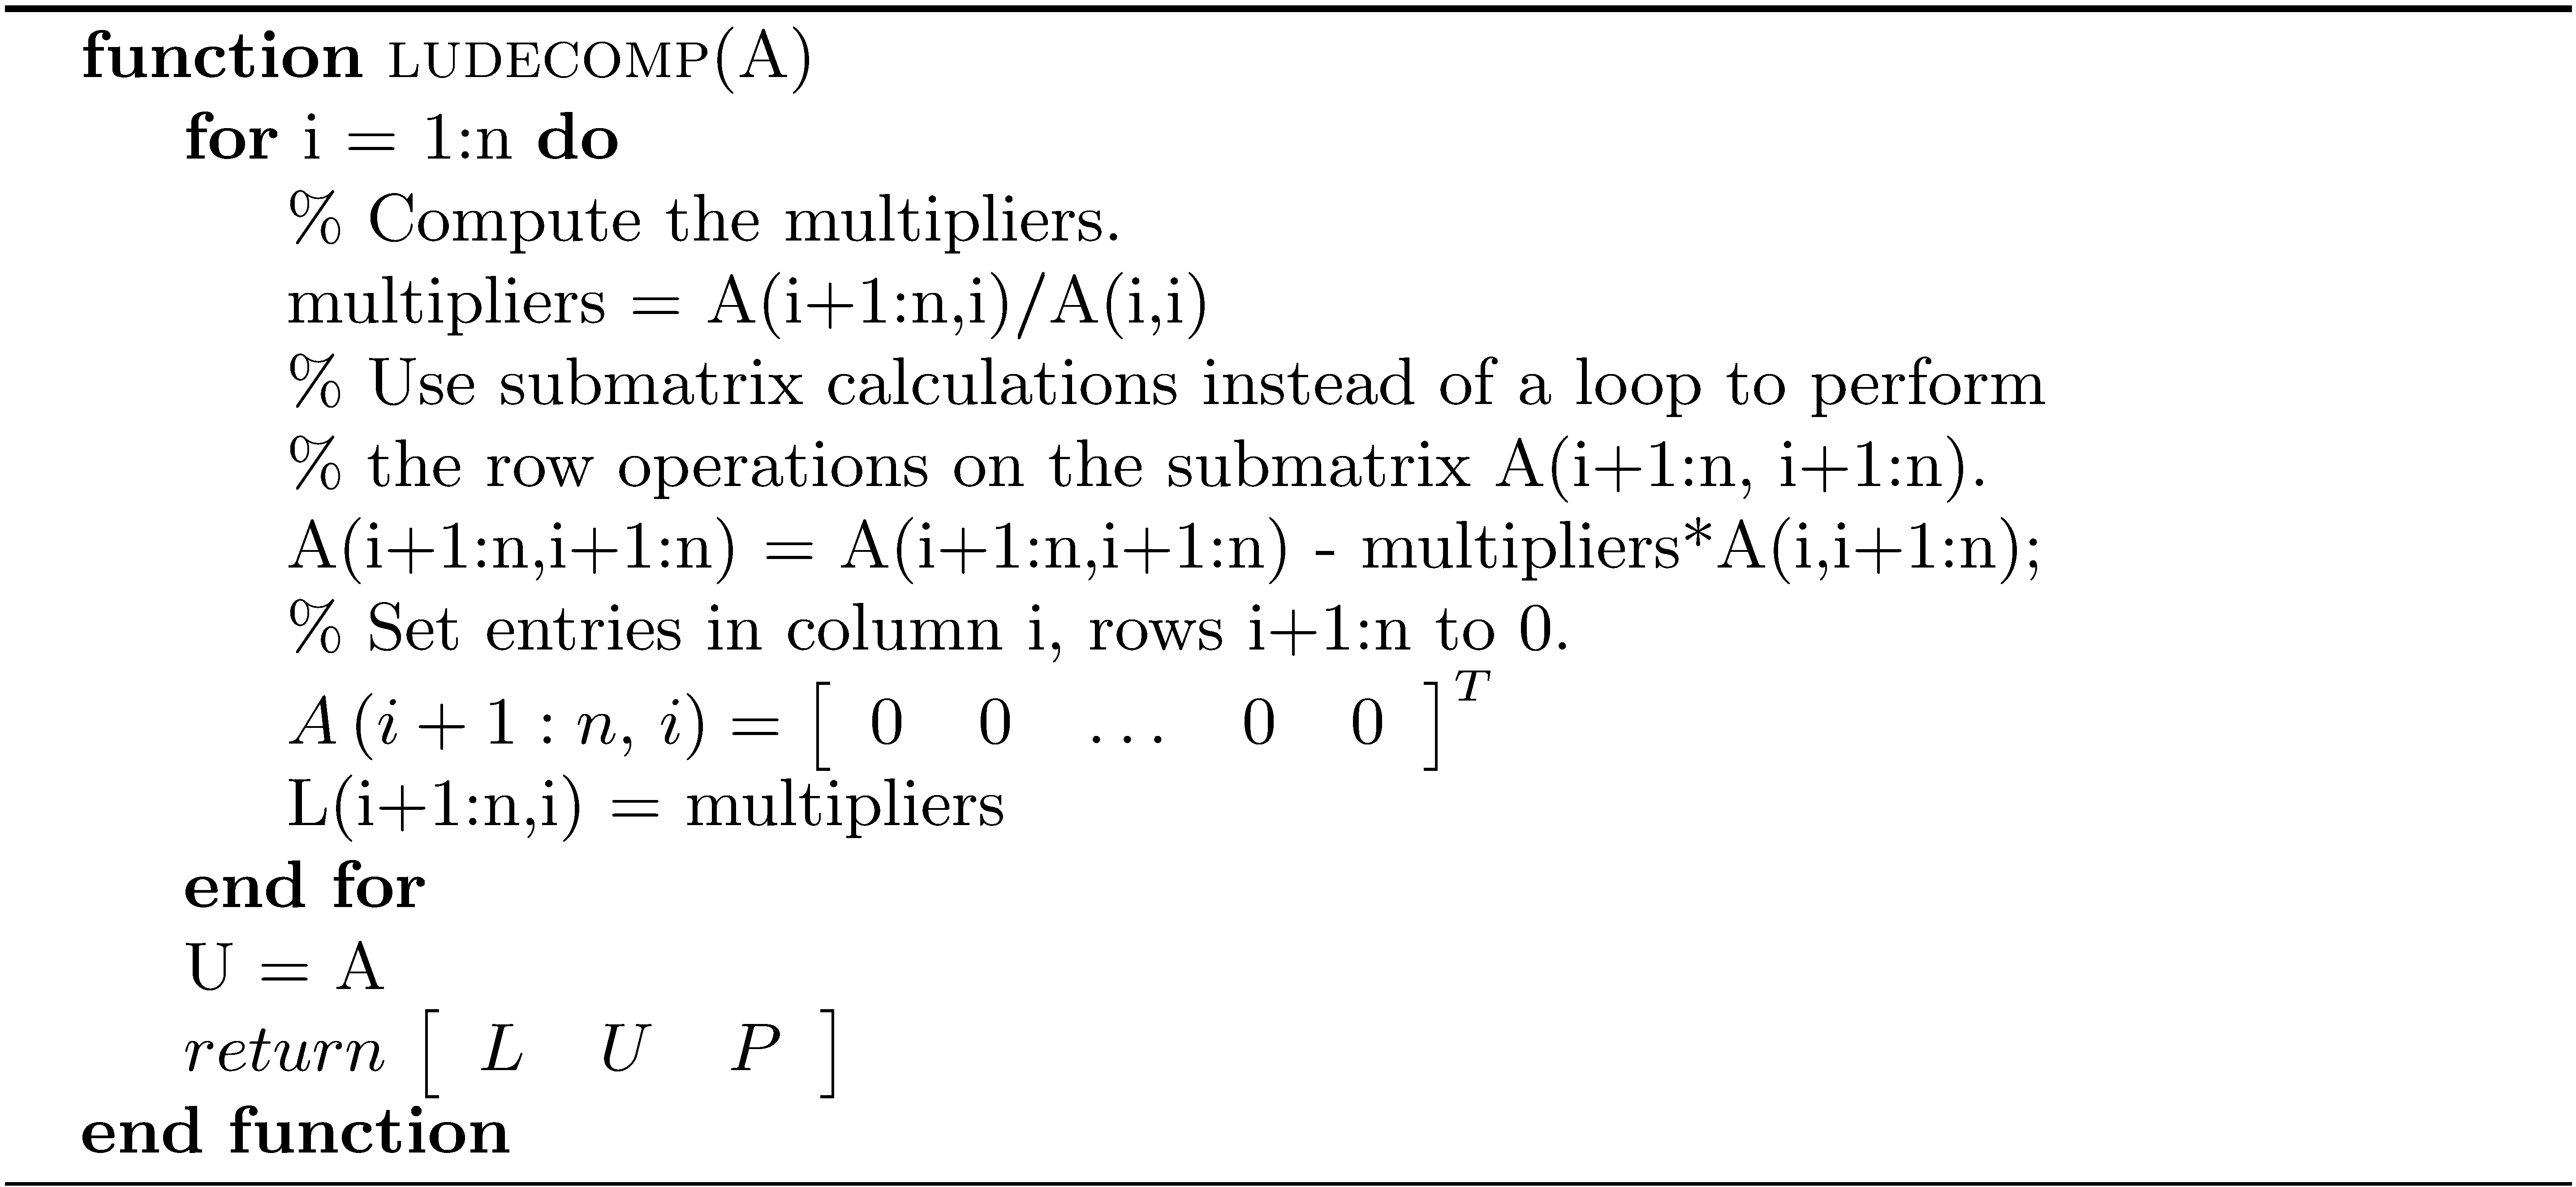 function LUDECOMP(A)
for i = 1:n do
% Compute the multipliers.
multipliers = A(i+1:n,i)/A(i,i)
% Use submatrix calculations instead of a loop to perform
% the row operations on the submatrix A(i+1:n, i+1:n).
A(i+1:n,i+1:n) = A(i+1:n,i+1:n) - multipliers*A(i,i+1:n);
% Set entries in column i, rows i+1:n to 0.
A (i + 1 : n, i) = [ 0 0 ... 0 0 ]^T
L(i+1:n,i) = multipliers
end for
U = A
return [ L U P ]
end function